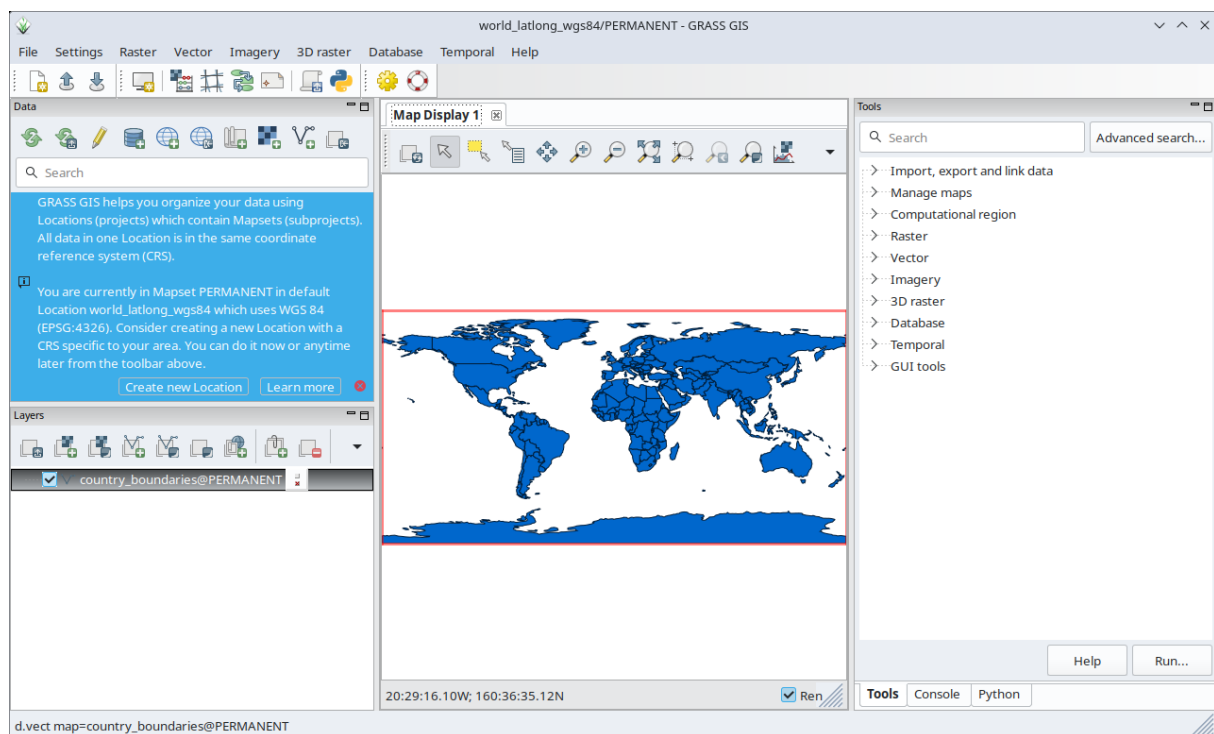 world_latlong_wgs84/PERMANENT - GRASS GIS
File Settings Raster Vector Imagery 3D raster Database Temporal Help
Data
Search
GRASS GIS helps you organize your data using
Locations (projects) which contain Mapsets (subprojects).
All data in one Location is in the same coordinate
reference system (CRS).
You are currently in Mapset PERMANENT in default
Location world_latlong_wgs84 which uses WGS 84
(EPSG:4326). Consider creating a new Location with a
CRS specific to your area. You can do it now or anytime
later from the toolbar above.
Create new Location Learn more
Layers
country_boundaries@PERMANENT
Map Display 1
20:29:16.10W; 160:36:35.12N
Ren
Tools
Search Advanced search...
Import, export and link data
Manage maps
Computational region
Raster
Vector
Imagery
3D raster
Database
Temporal
GUI tools
Help Run...
Tools Console Python
d.vect map=country_boundaries@PERMANENT